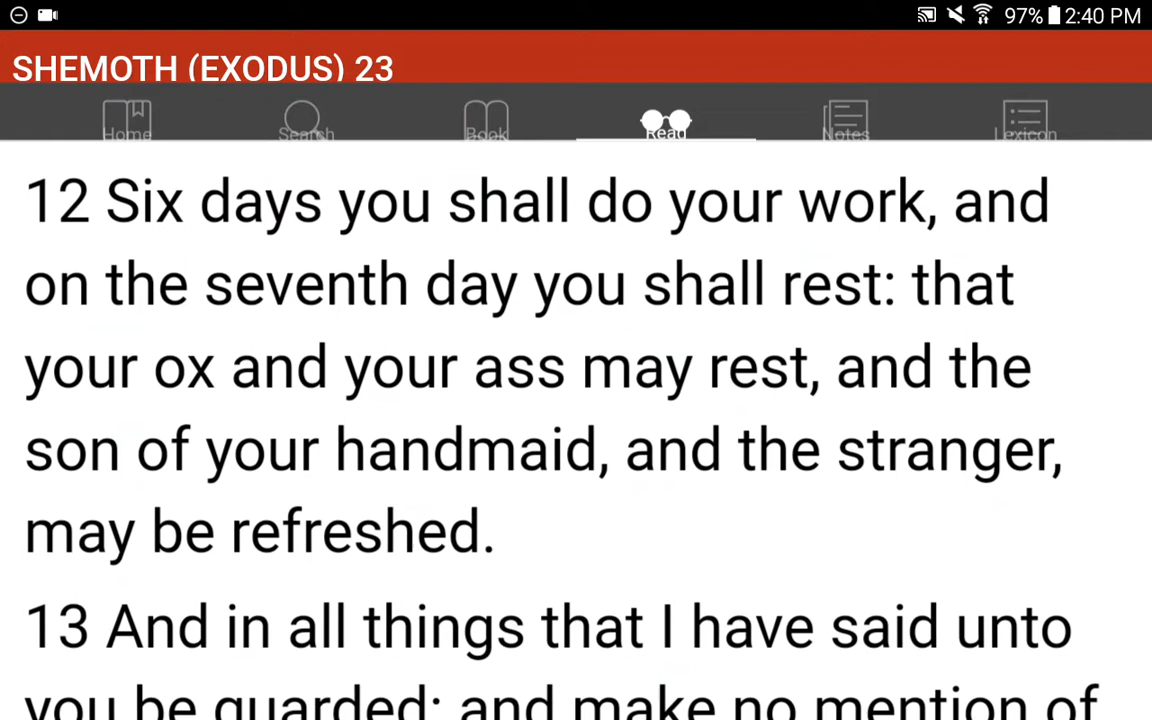 97% 2:40 PM
SHEMOTH (EXODUS) 23
Home Search Book Read Notes Lexicon
12 Six days you shall do your work, and
on the seventh day you shall rest: that
your ox and your ass may rest, and the
son of your handmaid, and the stranger,
may be refreshed.
13 And in all things that I have said unto
you be guarded: and make no mention of